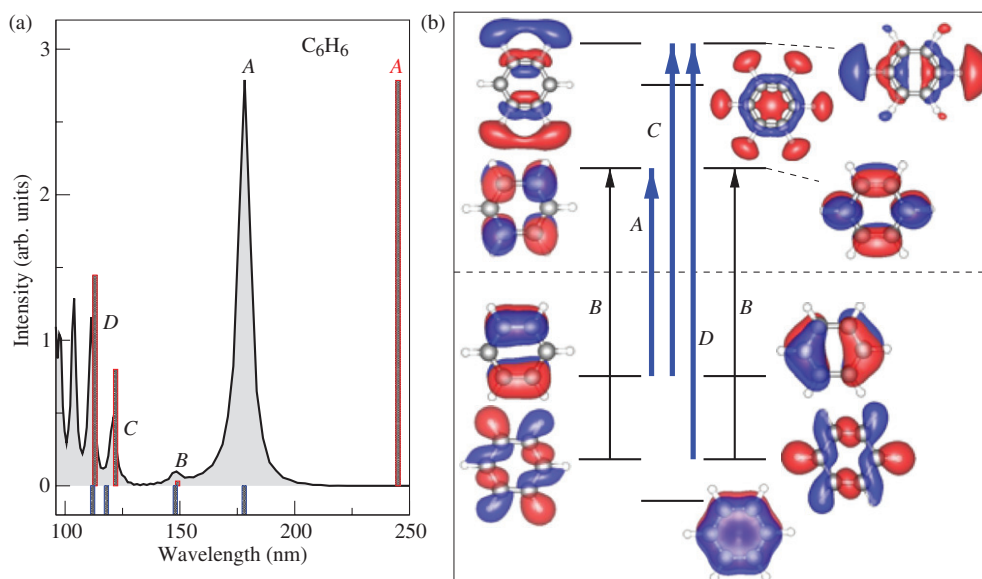 (a)
C6H6
A
A
3
2
1
0
Intensity (arb. units)
D
C
B
100
150
200
250
Wavelength (nm)
(b)
C
A
B
B
D